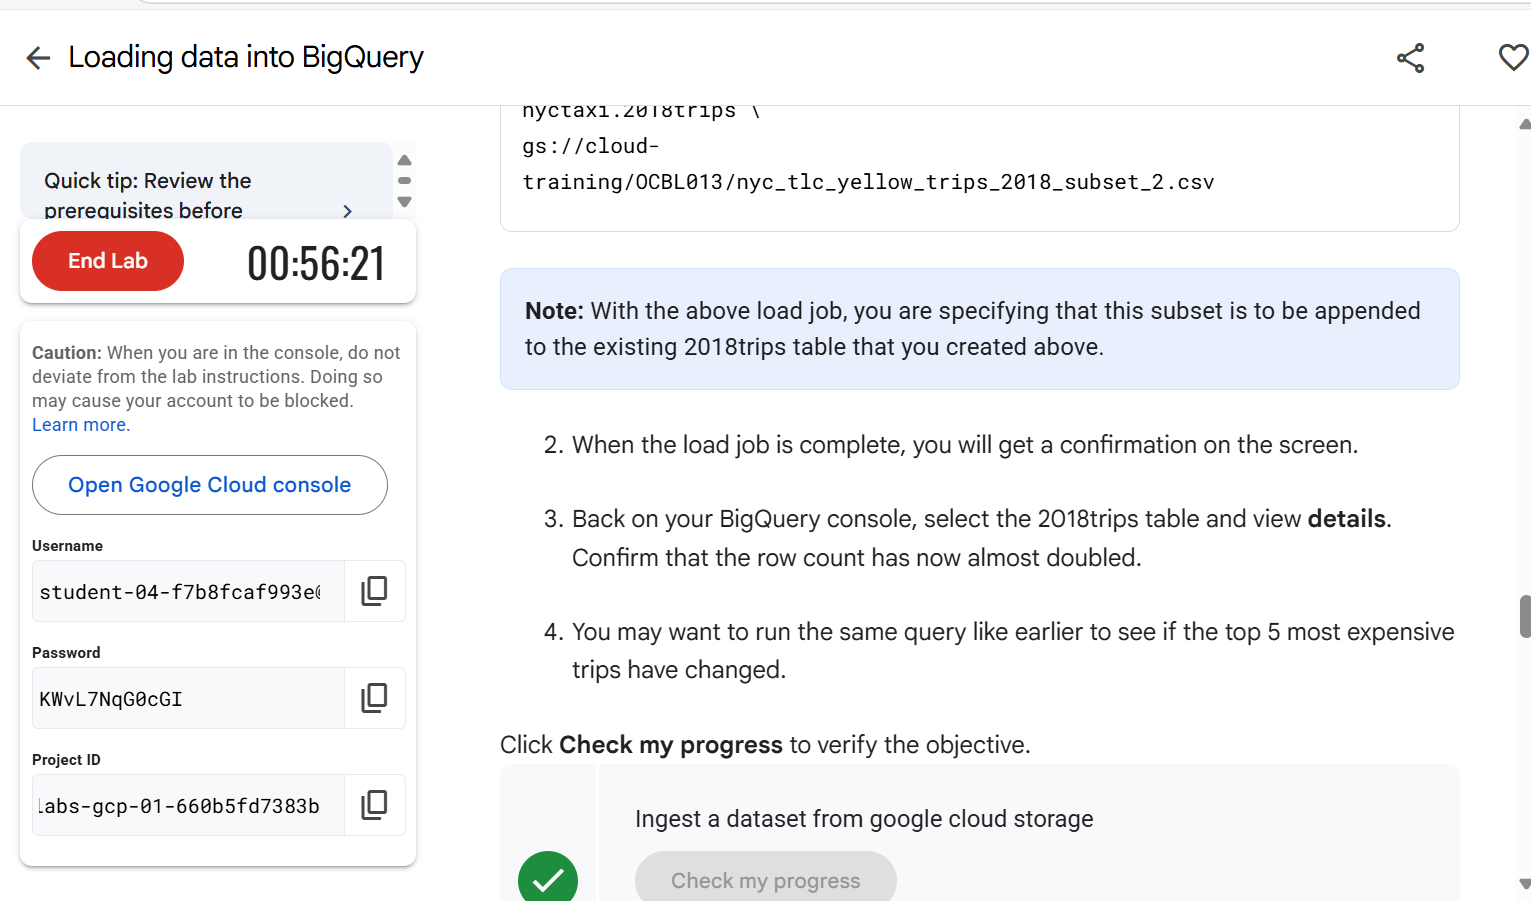 Loading data into BigQuery
Quick tip: Review the
prerequisites before
End Lab
00:56:21
Caution: When you are in the console, do not
deviate from the lab instructions. Doing so
may cause your account to be blocked.
Learn more.
Open Google Cloud console
Username
student-04-f7b8fcaf993e@
Password
KWvL7NqG0cGI
Project ID
labs-gcp-01-660b5fd7383b
nyctaxi.2018trips \
gs://cloud-
training/OCBL013/nyc_tlc_yellow_trips_2018_subset_2.csv
Note: With the above load job, you are specifying that this subset is to be appended
to the existing 2018trips table that you created above.
2. When the load job is complete, you will get a confirmation on the screen.
3. Back on your BigQuery console, select the 2018trips table and view details.
Confirm that the row count has now almost doubled.
4. You may want to run the same query like earlier to see if the top 5 most expensive
trips have changed.
Click Check my progress to verify the objective.
Ingest a dataset from google cloud storage
Check my progress